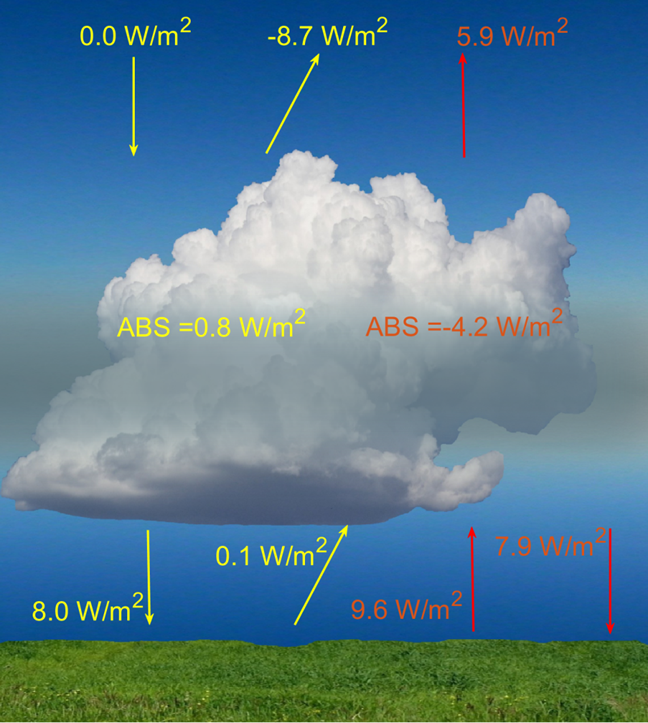 0.0 W/m²
-8.7 W/m²
5.9 W/m²
ABS =0.8 W/m²
ABS =-4.2 W/m²
0.1 W/m²
7.9 W/m²
8.0 W/m²
9.6 W/m²